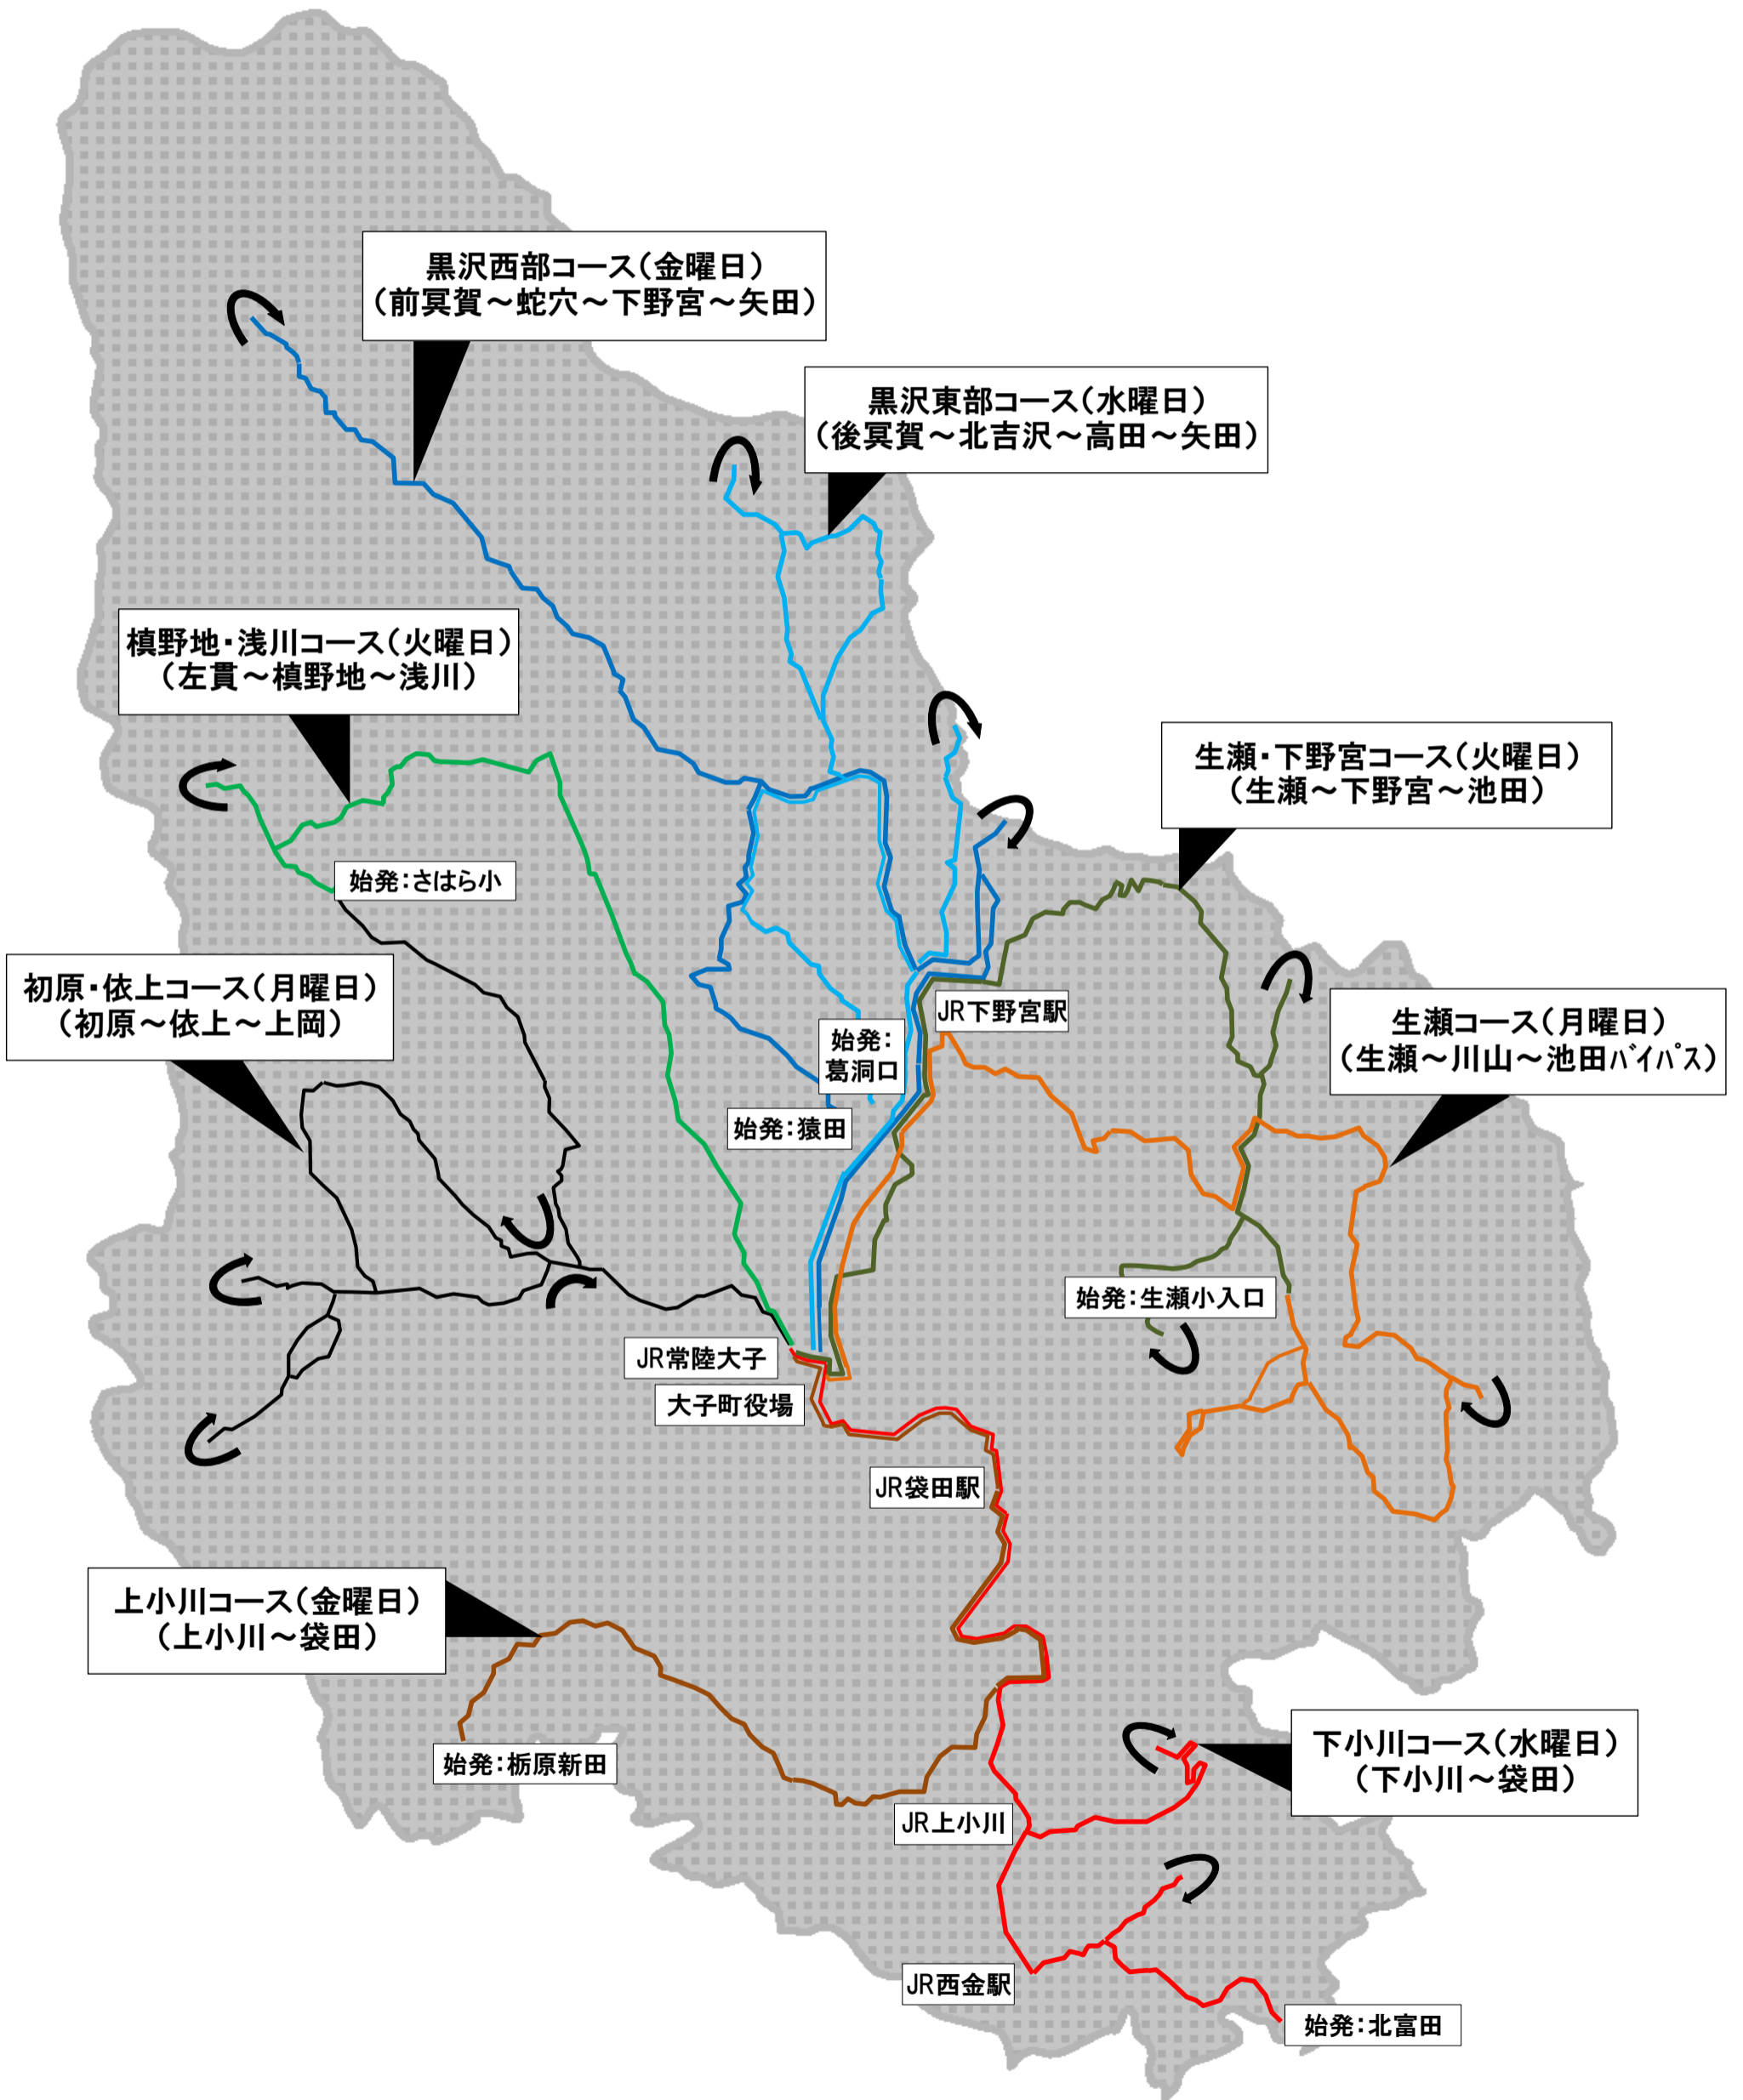 黒沢西部コース（金曜日）
（前冥賀～蛇穴～下野宮～矢田）
黒沢東部コース（水曜日）
（後冥賀～北吉沢～高田～矢田）
槙野地・浅川コース（火曜日）
（左貫～槙野地～浅川）
生瀬・下野宮コース（火曜日）
（生瀬～下野宮～池田）
始発：さはら小
初原・依上コース（月曜日）
（初原～依上～上岡）
JR下野宮駅
生瀬コース（月曜日）
（生瀬～川山～池田ﾊﾞｲﾊﾟｽ）
始発：
葛洞口
始発：猿田
始発：生瀬小入口
JR常陸大子
大子町役場
JR袋田駅
上小川コース（金曜日）
（上小川～袋田）
始発：栃原新田
下小川コース（水曜日）
（下小川～袋田）
JR上小川
JR西金駅
始発：北富田